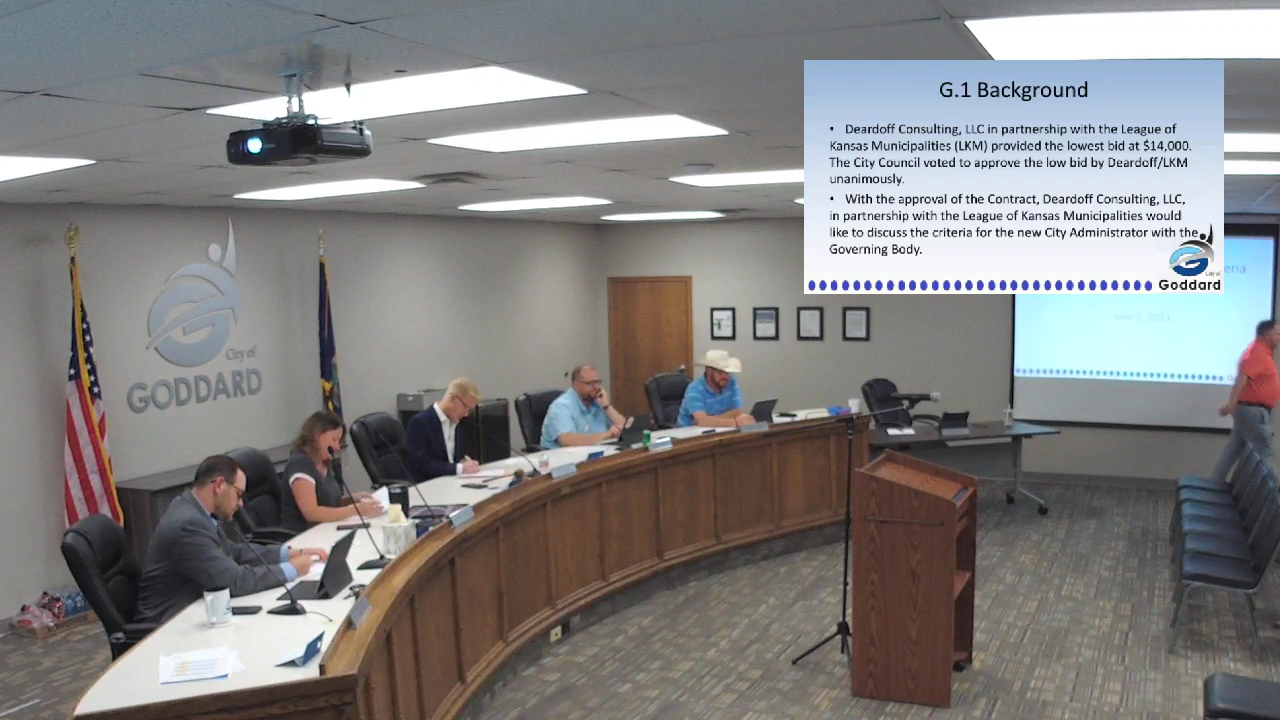 G.1 Background
• Deardoff Consulting, LLC in partnership with the League of
Kansas Municipalities (LKM) provided the lowest bid at $14,000.
The City Council voted to approve the low bid by Deardoff/LKM
unanimously.
• With the approval of the Contract, Deardoff Consulting, LLC,
in partnership with the League of Kansas Municipalities would
like to discuss the criteria for the new City Administrator with the
Governing Body.
City of
Goddard
City of
GODDARD